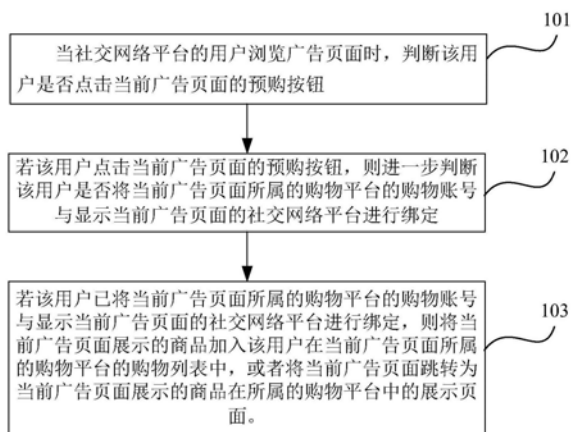 101
当社交网络平台的用户浏览广告页面时，判断该用
户是否点击当前广告页面的预购按钮
102
若该用户点击当前广告页面的预购按钮，则进一步判断
该用户是否将当前广告页面所属的购物平台的购物账号
与显示当前广告页面的社交网络平台进行绑定
103
若该用户已将当前广告页面所属的购物平台的购物账号
与显示当前广告页面的社交网络平台进行绑定，则将当
前广告页面展示的商品加入该用户在当前广告页面所属
的购物平台的购物列表中，或者将当前广告页面跳转为
当前广告页面展示的商品在所属的购物平台中的展示页
面。